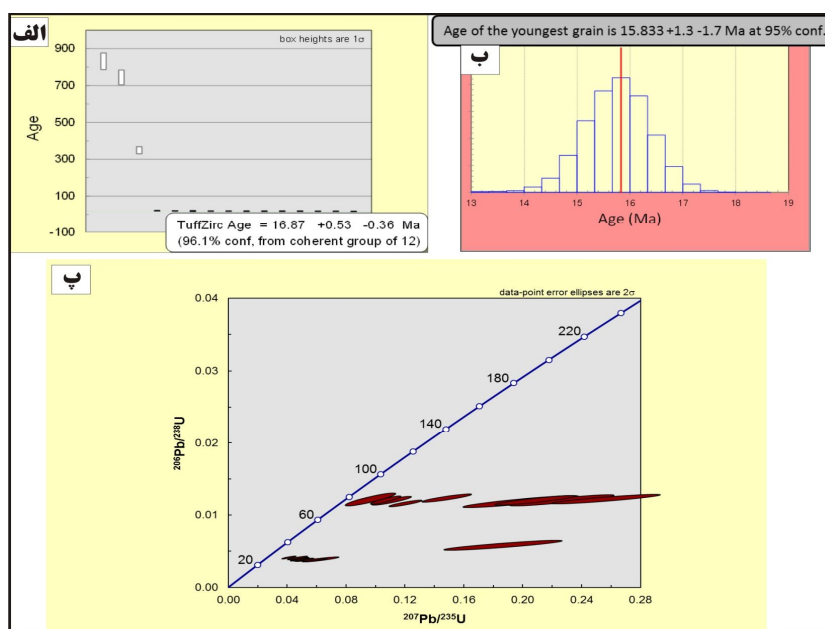 الف
box heights are 1σ
900
700
500
300
100
-100
Age
TuffZirc Age = 16.87 +0.53 -0.36 Ma
(96.1% conf, from coherent group of 12)
Age of the youngest grain is 15.833 +1.3 -1.7 Ma at 95% conf.
ب
13 14 15 16 17 18 19
Age (Ma)
پ
data-point error ellipses are 2σ
0.04
0.03
0.02
0.01
0.00
206Pb/238U
220
180
140
100
60
20
0.00 0.04 0.08 0.12 0.16 0.20 0.24 0.28
207Pb/235U